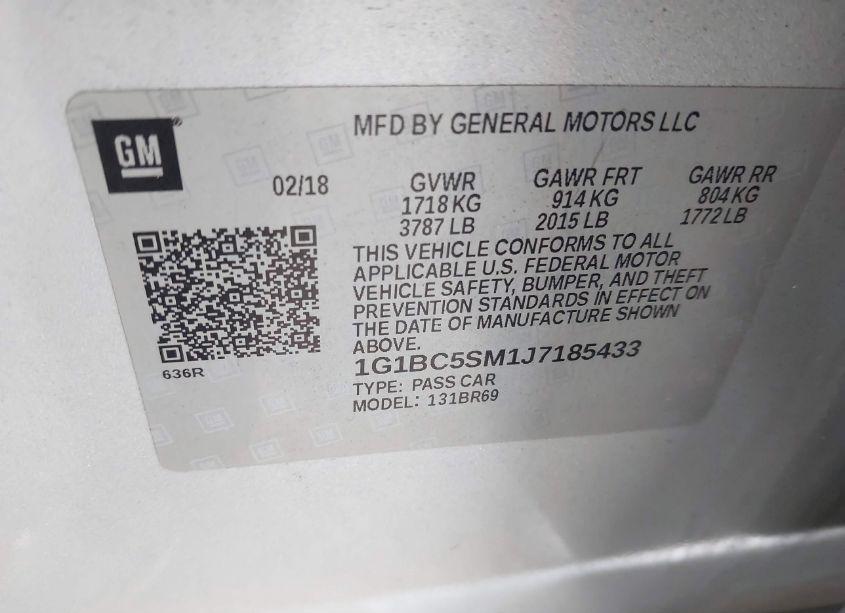 GM
MFD BY GENERAL MOTORS LLC
02/18
GVWR
1718 KG
3787 LB
GAWR FRT
914 KG
2015 LB
GAWR RR
804 KG
1772 LB
THIS VEHICLE CONFORMS TO ALL
APPLICABLE U.S. FEDERAL MOTOR
VEHICLE SAFETY, BUMPER, AND THEFT
PREVENTION STANDARDS IN EFFECT ON
THE DATE OF MANUFACTURE SHOWN
ABOVE.
636R
1G1BC5SM1J7185433
TYPE: PASS CAR
MODEL: 131BR69